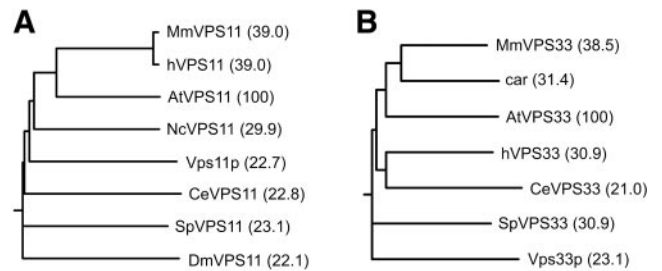 A
MmVPS11 (39.0)
hVPS11 (39.0)
AtVPS11 (100)
NcVPS11 (29.9)
Vps11p (22.7)
CeVPS11 (22.8)
SpVPS11 (23.1)
DmVPS11 (22.1)
B
MmVPS33 (38.5)
car (31.4)
AtVPS33 (100)
hVPS33 (30.9)
CeVPS33 (21.0)
SpVPS33 (30.9)
Vps33p (23.1)